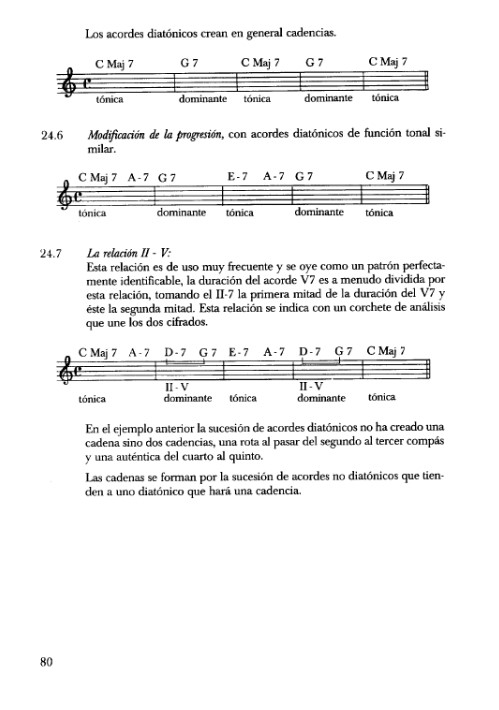 Los acordes diatónicos crean en general cadencias.
C Maj 7 G 7 C Maj 7 G 7 C Maj 7
tónica dominante tónica dominante tónica
24.6 Modificación de la progresión, con acordes diatónicos de función tonal si-
milar.
C Maj 7 A-7 G 7 E-7 A-7 G 7 C Maj 7
tónica dominante tónica dominante tónica
24.7 La relación II - V:
Esta relación es de uso muy frecuente y se oye como un patrón perfecta-
mente identificable, la duración del acorde V7 es a menudo dividida por
esta relación, tomando el II-7 la primera mitad de la duración del V7 y
éste la segunda mitad. Esta relación se indica con un corchete de análisis
que une los dos cifrados.
C Maj 7 A-7 D-7 G 7 E-7 A-7 D-7 G 7 C Maj 7
II-V II-V
tónica dominante tónica dominante tónica
En el ejemplo anterior la sucesión de acordes diatónicos no ha creado una
cadena sino dos cadencias, una rota al pasar del segundo al tercer compás
y una auténtica del cuarto al quinto.
Las cadenas se forman por la sucesión de acordes no diatónicos que tien-
den a uno diatónico que hará una cadencia.
80